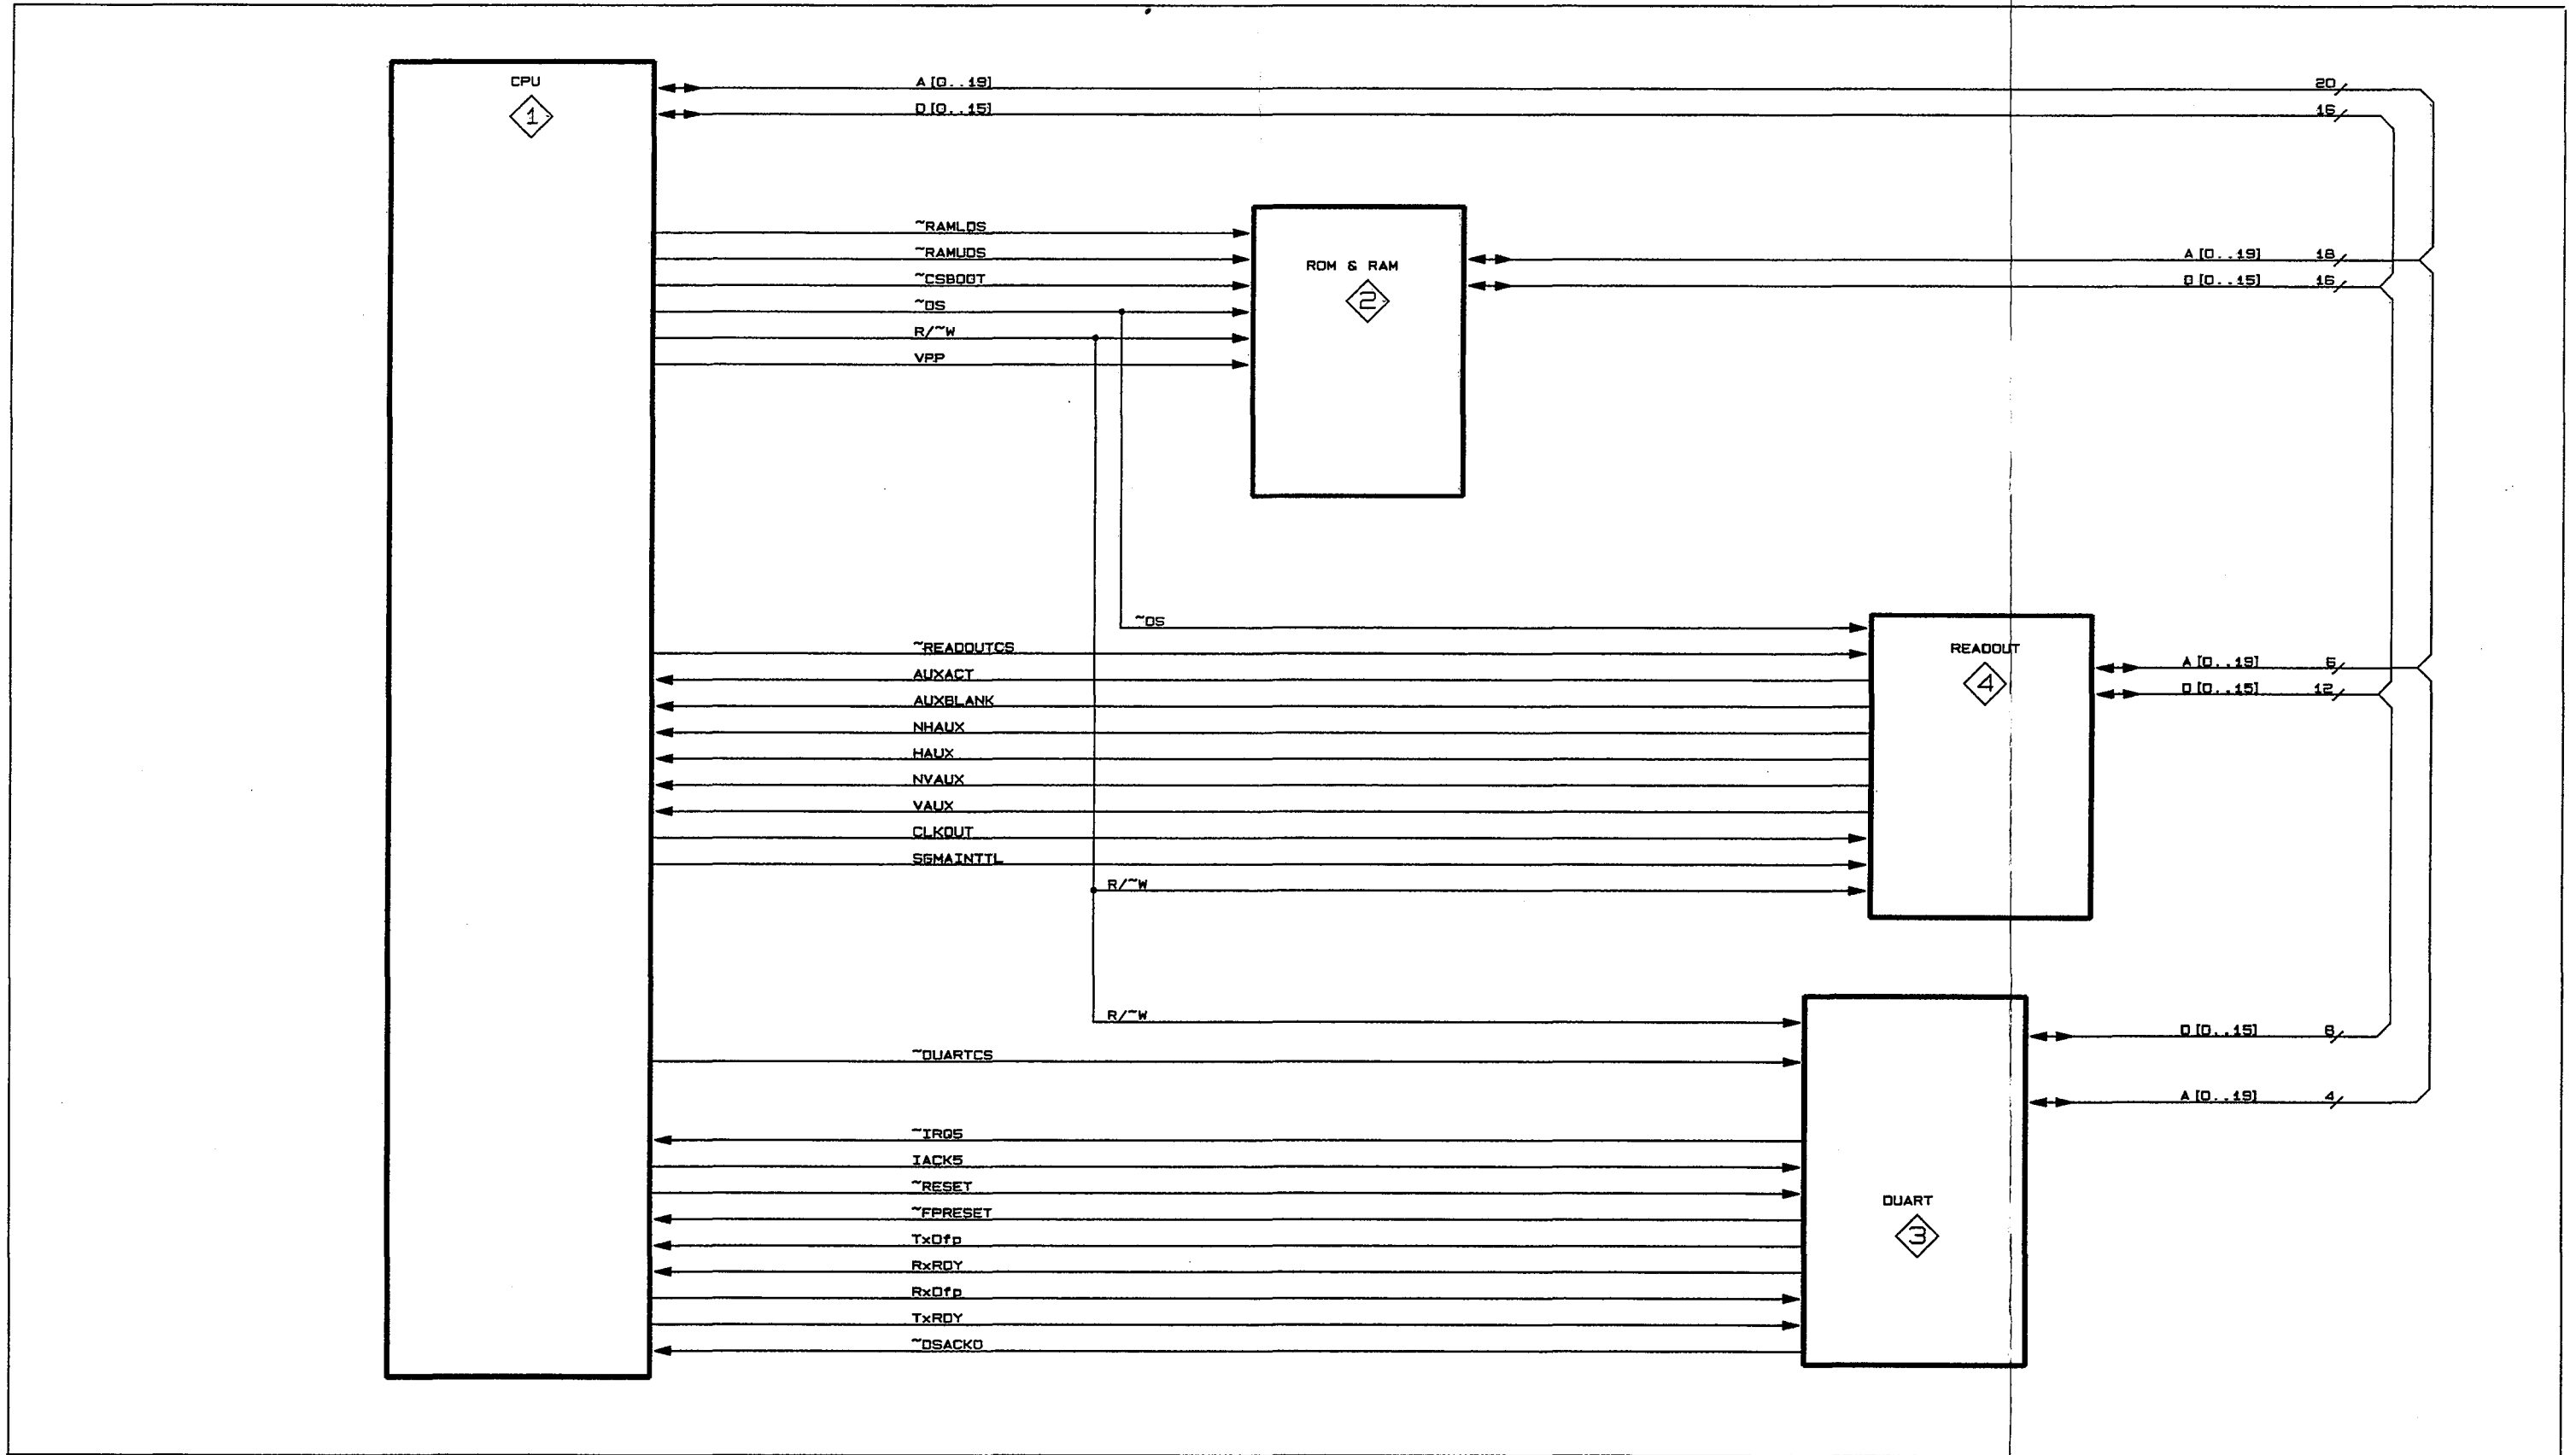 CPU
1
A[0..19]
20
D[0..15]
16
~RAMLDS
~RAMUDS
~CSBOOT
~DS
R/~W
VPP
ROM & RAM
2
A[0..19] 18
D[0..15] 16
~DS
~READOUTCS
AUXACT
AUXBLANK
NHAUX
HAUX
NVAUX
VAUX
CLKOUT
SGMAINTTL
R/~W
READOUT
4
A[0..19] 6
D[0..15] 12
R/~W
~DUARTCS
~IRQ5
IACK5
~RESET
~FPRESET
TxDfp
RxRDY
RxDfp
TxRDY
~DSACK0
DUART
3
D[0..15] 8
A[0..19] 4